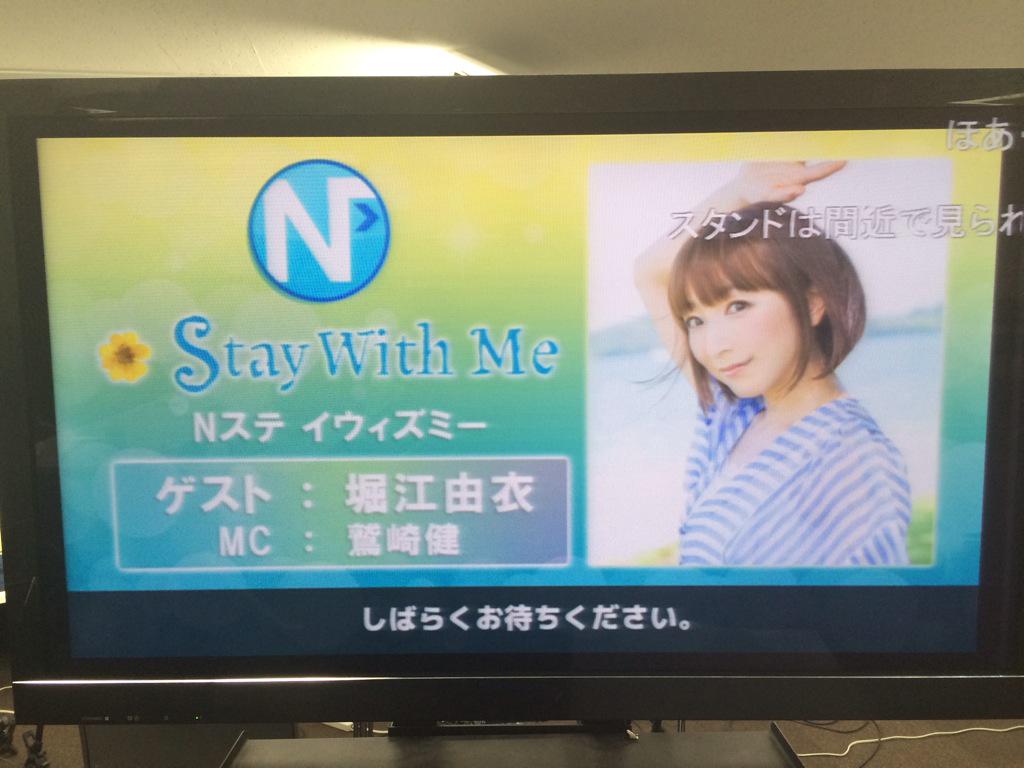 ほあ
スタンドは間近で見られ
N
Stay With Me
Nステ イウィズミー
ゲスト : 堀江由衣
MC : 鷲崎健
しばらくお待ちください。